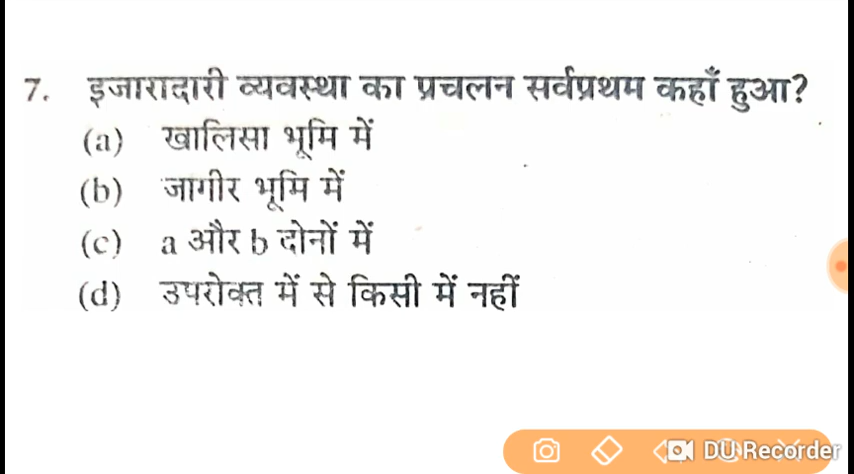 7. इजारादारी व्यवस्था का प्रचलन सर्वप्रथम कहाँ हुआ?
(a) खालिसा भूमि में
(b) जागीर भूमि में
(c) a और b दोनों में
(d) उपरोक्त में से किसी में नहीं
DU Recorder